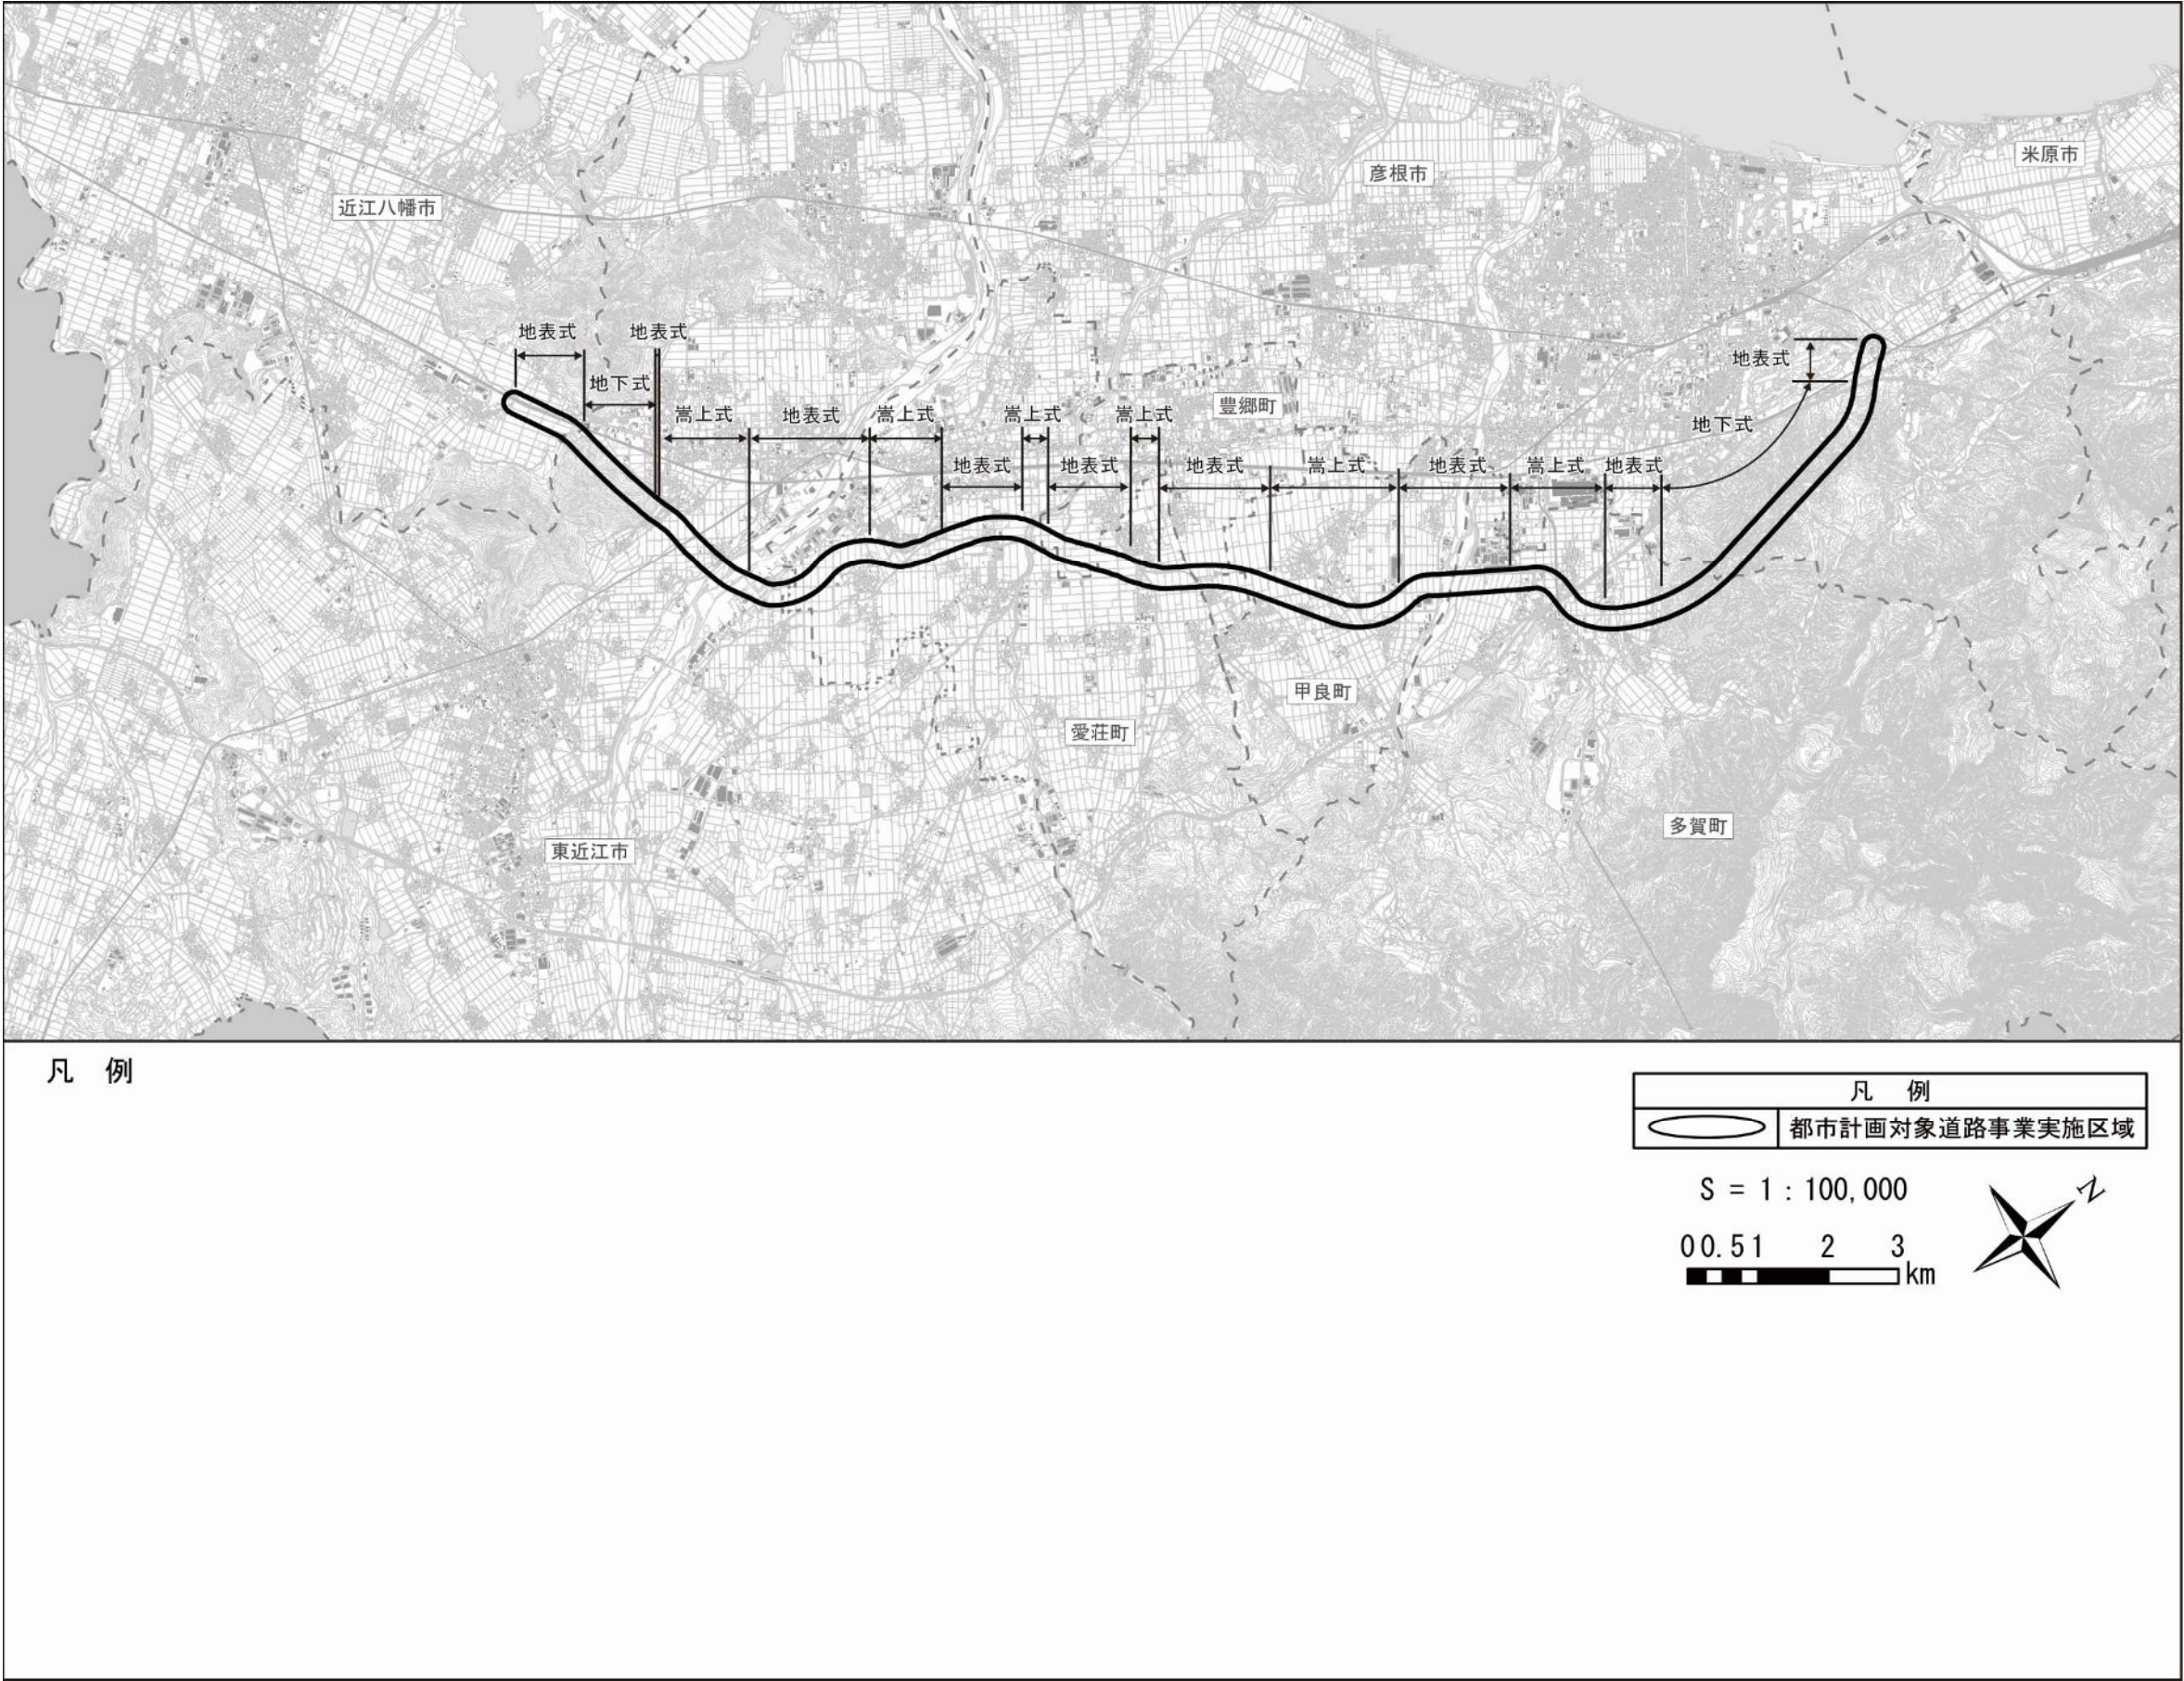 米原市
彦根市
近江八幡市
地表式
地表式
地表式
地下式
豊郷町
嵩上式
地表式
嵩上式
嵩上式
嵩上式
地下式
地表式
地表式
地表式
嵩上式
地表式
嵩上式
地表式
甲良町
愛荘町
多賀町
東近江市
凡 例
凡 例
都市計画対象道路事業実施区域
S = 1 : 100,000
N
0 0.5 1 2 3
km